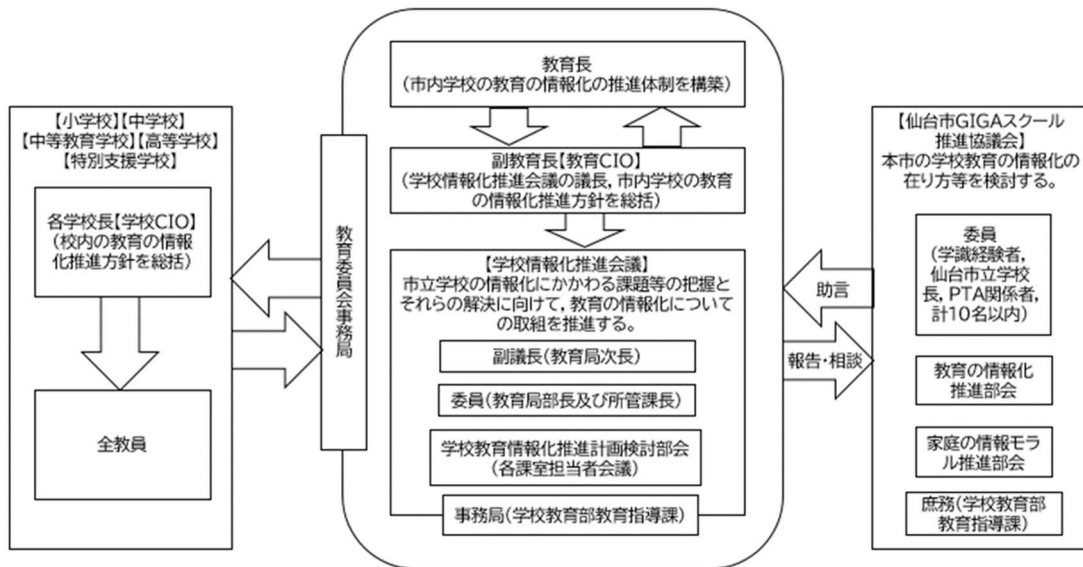 【小学校】【中学校】
【中等教育学校】【高等学校】
【特別支援学校】
各学校長【学校CIO】
(校内の教育の情報
化推進方針を総括)
全教員
教育委員会事務局
教育長
(市内学校の教育の情報化の推進体制を構築)
副教育長【教育CIO】
(学校情報化推進会議の議長,市内学校の教育
の情報化推進方針を総括)
【学校情報化推進会議】
市立学校の情報化にかかわる課題等の把握と
それらの解決に向けて,教育の情報化について
の取組を推進する。
副議長(教育局次長)
委員(教育局部長及び所管課長)
学校教育情報化推進計画検討部会
(各課室担当者会議)
事務局(学校教育部教育指導課)
助言
報告・相談
【仙台市GIGAスクール
推進協議会】
本市の学校教育の情報化の
在り方等を検討する。
委員
(学識経験者,
仙台市立学校
長,PTA関係者,
計10名以内)
教育の情報化
推進部会
家庭の情報モラ
ル推進部会
庶務(学校教育部
教育指導課)